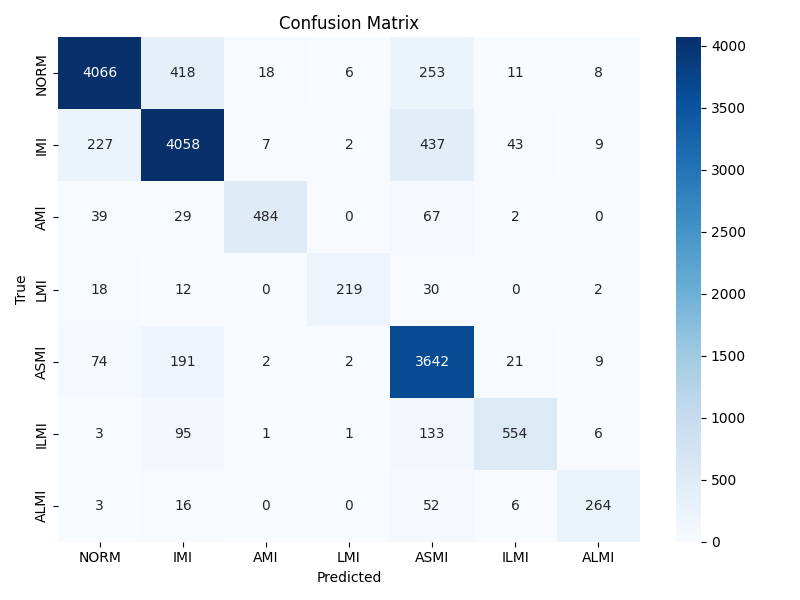 Confusion Matrix
NORM 4066 418 18 6 253 11 8
IMI 227 4058 7 2 437 43 9
AMI 39 29 484 0 67 2 0
LMI 18 12 0 219 30 0 2
ASMI 74 191 2 2 3642 21 9
ILMI 3 95 1 1 133 554 6
ALMI 3 16 0 0 52 6 264
NORM IMI AMI LMI ASMI ILMI ALMI
Predicted
True
4000
3500
3000
2500
2000
1500
1000
500
0